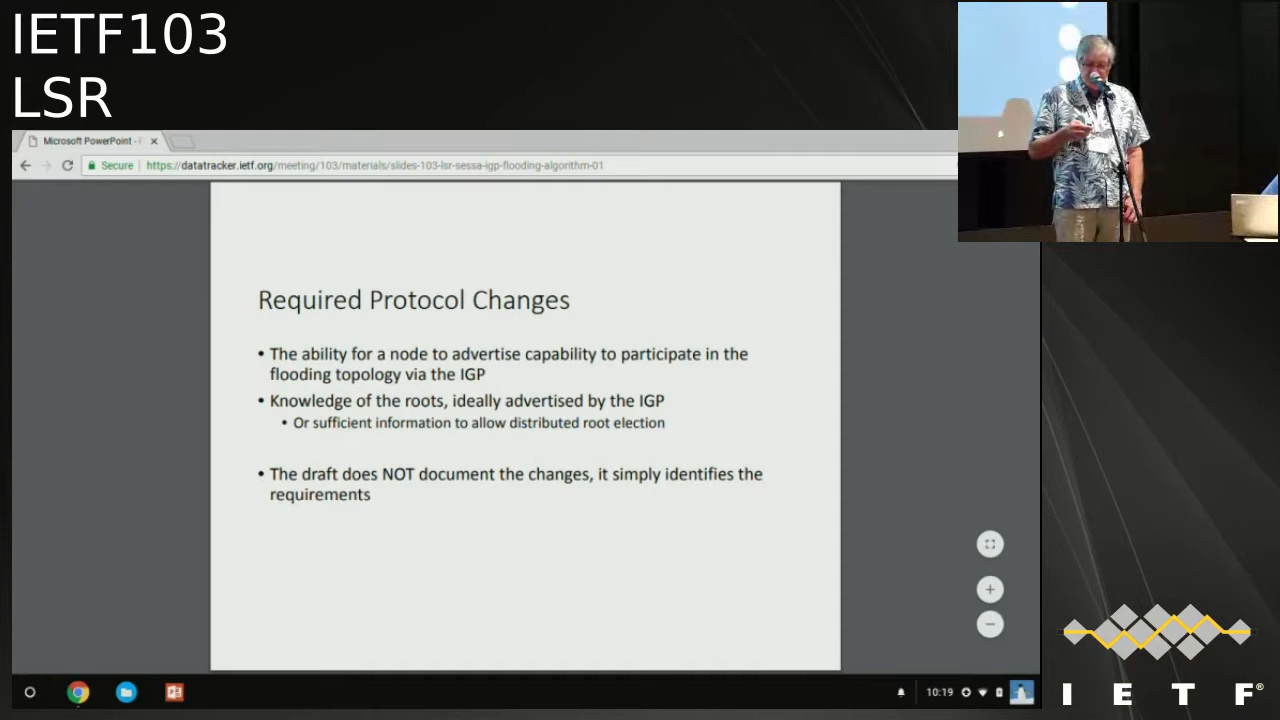 IETF103
LSR
Microsoft PowerPoint -
Secure
https://datatracker.ietf.org/meeting/103/materials/slides-103-lsr-sessa-igp-flooding-algorithm-01
Required Protocol Changes
• The ability for a node to advertise capability to participate in the
flooding topology via the IGP
• Knowledge of the roots, ideally advertised by the IGP
• Or sufficient information to allow distributed root election
• The draft does NOT document the changes, it simply identifies the
requirements
10:19
I E T F®